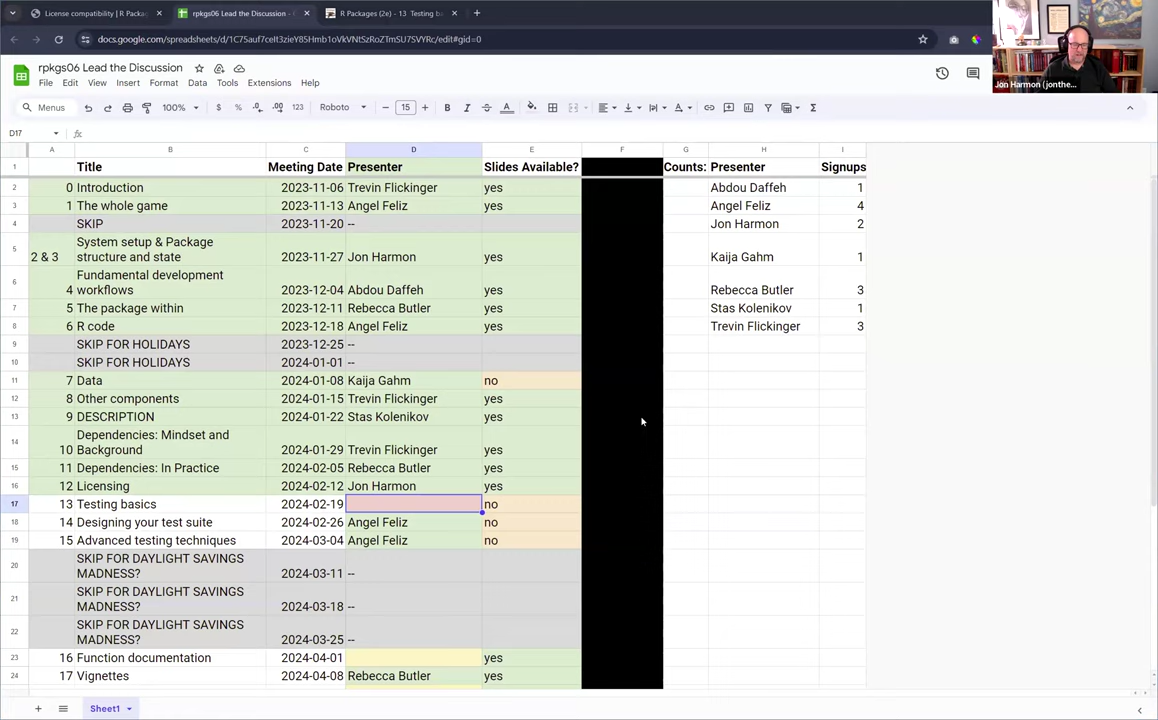 License compatibility | R Packa
rpkgs06 Lead the Discussion - G
R Packages (2e) - 13 Testing ba
docs.google.com/spreadsheets/d/1C75auf7ceIt3zieY85Hmb1oVkVNtSzRoZTmSU7SVYRc/edit#gid=0
Jon Harmon (jonthe...
rpkgs06 Lead the Discussion
File Edit View Insert Format Data Tools Extensions Help
Menus 100% $ % .0 .00 123 Roboto 15 B I
D17
A B C D E F G H I
1 Title Meeting Date Presenter Slides Available? Counts: Presenter Signups
2 0 Introduction 2023-11-06 Trevin Flickinger yes Abdou Daffeh 1
3 1 The whole game 2023-11-13 Angel Feliz yes Angel Feliz 4
4 SKIP 2023-11-20 -- Jon Harmon 2
System setup & Package
5 2 & 3 structure and state 2023-11-27 Jon Harmon yes Kaija Gahm 1
Fundamental development
6 4 workflows 2023-12-04 Abdou Daffeh yes Rebecca Butler 3
7 5 The package within 2023-12-11 Rebecca Butler yes Stas Kolenikov 1
8 6 R code 2023-12-18 Angel Feliz yes Trevin Flickinger 3
9 SKIP FOR HOLIDAYS 2023-12-25 --
10 SKIP FOR HOLIDAYS 2024-01-01 --
11 7 Data 2024-01-08 Kaija Gahm no
12 8 Other components 2024-01-15 Trevin Flickinger yes
13 9 DESCRIPTION 2024-01-22 Stas Kolenikov yes
Dependencies: Mindset and
14 10 Background 2024-01-29 Trevin Flickinger yes
15 11 Dependencies: In Practice 2024-02-05 Rebecca Butler yes
16 12 Licensing 2024-02-12 Jon Harmon yes
17 13 Testing basics 2024-02-19 no
18 14 Designing your test suite 2024-02-26 Angel Feliz no
19 15 Advanced testing techniques 2024-03-04 Angel Feliz no
SKIP FOR DAYLIGHT SAVINGS
20 MADNESS? 2024-03-11 --
SKIP FOR DAYLIGHT SAVINGS
21 MADNESS? 2024-03-18 --
SKIP FOR DAYLIGHT SAVINGS
22 MADNESS? 2024-03-25 --
23 16 Function documentation 2024-04-01 yes
24 17 Vignettes 2024-04-08 Rebecca Butler yes
Sheet1